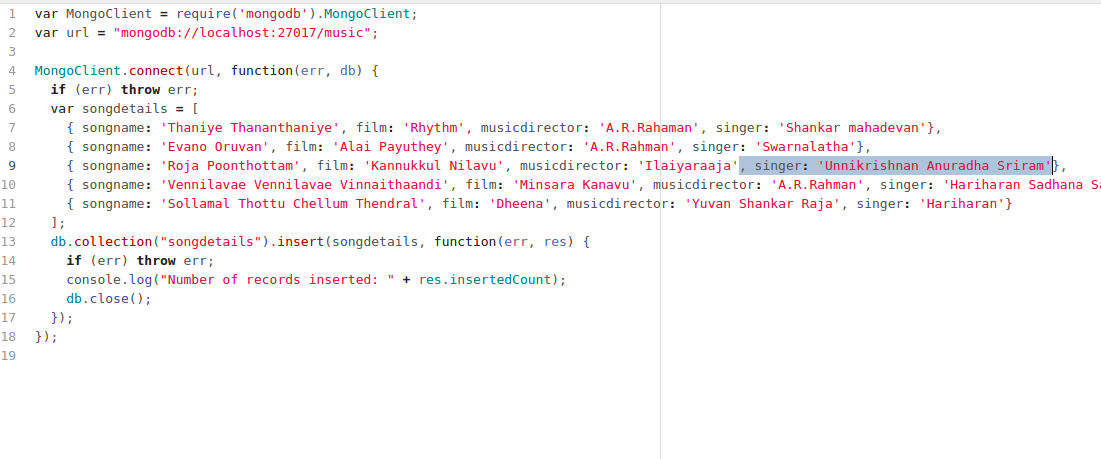 1 var MongoClient = require('mongodb').MongoClient;
2 var url = "mongodb://localhost:27017/music";
3
4 MongoClient.connect(url, function(err, db) {
5   if (err) throw err;
6   var songdetails = [
7     { songname: 'Thaniye Thananthaniye', film: 'Rhythm', musicdirector: 'A.R.Rahaman', singer: 'Shankar mahadevan'},
8     { songname: 'Evano Oruvan', film: 'Alai Payuthey', musicdirector: 'A.R.Rahman', singer: 'Swarnalatha'},
9     { songname: 'Roja Poonthottam', film: 'Kannukkul Nilavu', musicdirector: 'Ilaiyaraaja', singer: 'Unnikrishnan Anuradha Sriram'},
10     { songname: 'Vennilavae Vennilavae Vinnaithaandi', film: 'Minsara Kanavu', musicdirector: 'A.R.Rahman', singer: 'Hariharan Sadhana
11     { songname: 'Sollamal Thottu Chellum Thendral', film: 'Dheena', musicdirector: 'Yuvan Shankar Raja', singer: 'Hariharan'}
12   ];
13   db.collection("songdetails").insert(songdetails, function(err, res) {
14     if (err) throw err;
15     console.log("Number of records inserted: " + res.insertedCount);
16     db.close();
17   });
18 });
19